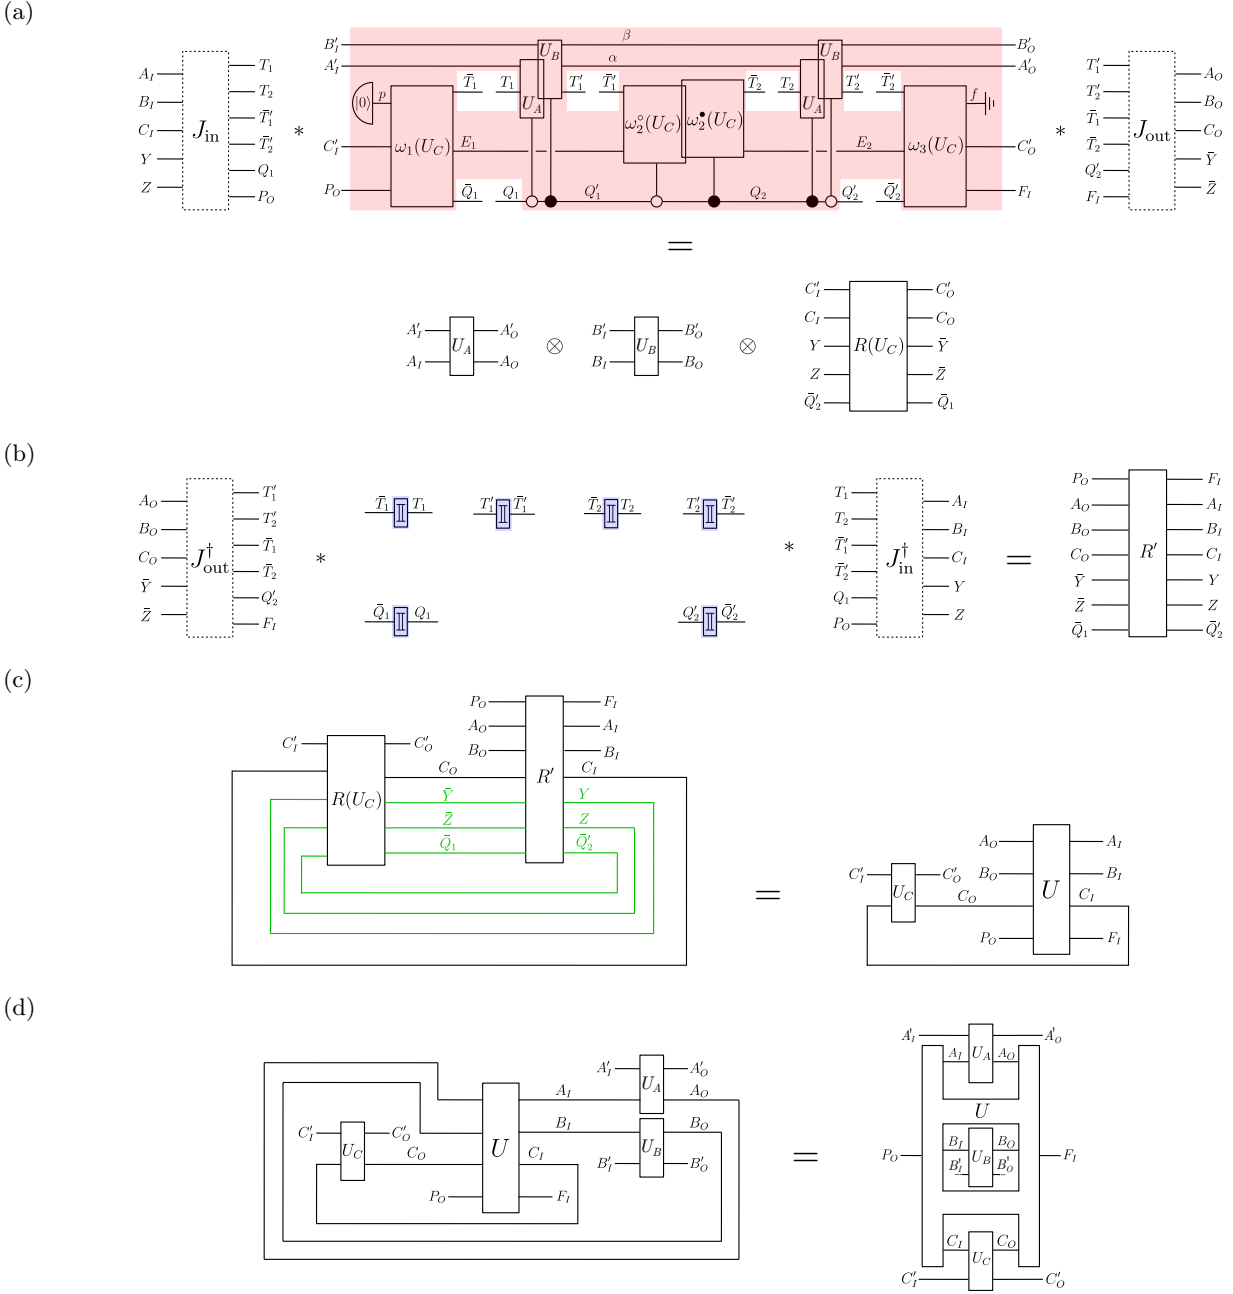 (a)
B′_I β B′_O
A′_I α A′_O
U_B U_B
U_A U_A
A_I B_I C_I Y Z J_in T_1 T_2 T̄′_1 T̄′_2 Q_1 P_O
*
|0⟩ p T̄_1 T_1 T′_1 T̄′_1 T̄_2 T_2 T′_2 T̄′_2 f
C′_I ω_1(U_C) E_1 ω_2°(U_C) ω_2•(U_C) E_2 ω_3(U_C) C′_O
P_O Q̄_1 Q_1 Q′_1 Q_2 Q′_2 Q̄′_2 F_I
*
T′_1 T′_2 T̄_1 T̄_2 Q′_2 F_I J_out A_O B_O C_O Ȳ Z̄
=
A′_I A_I U_A A′_O A_O ⊗ B′_I B_I U_B B′_O B_O ⊗ C′_I C_I Y Z Q̄′_2 R(U_C) C′_O C_O Ȳ Z̄ Q̄_1
(b)
A_O B_O C_O Ȳ Z̄ J†_out T′_1 T′_2 T̄_1 T̄_2 Q′_2 F_I
*
T̄_1 𝕀 T_1 T′_1 𝕀 T̄′_1 T̄_2 𝕀 T_2 T′_2 𝕀 T̄′_2
Q̄_1 𝕀 Q_1 Q′_2 𝕀 Q̄′_2
*
T_1 T_2 T̄′_1 T̄′_2 Q_1 P_O J†_in A_I B_I C_I Y Z
=
P_O A_O B_O C_O Ȳ Z̄ Q̄_1 R′ F_I A_I B_I C_I Y Z Q̄′_2
(c)
P_O F_I
A_O A_I
C′_I C′_O B_O B_I
C_O R′ C_I
R(U_C) Ȳ Y
Z̄ Z
Q̄_1 Q̄′_2
=
A_O A_I
C′_I U_C C′_O B_O U B_I
C_O C_I
P_O F_I
(d)
A′_I U_A A′_O
A_I A_O
B_I U_B B_O
C′_I U_C C′_O U
C_O C_I B′_I B′_O
P_O F_I
=
A'_I U_A A'_O
A_I A_O
U
B_I U_B B_O
P_O F_I
B'_I B'_O
C_I U_C C_O
C′_I C′_O